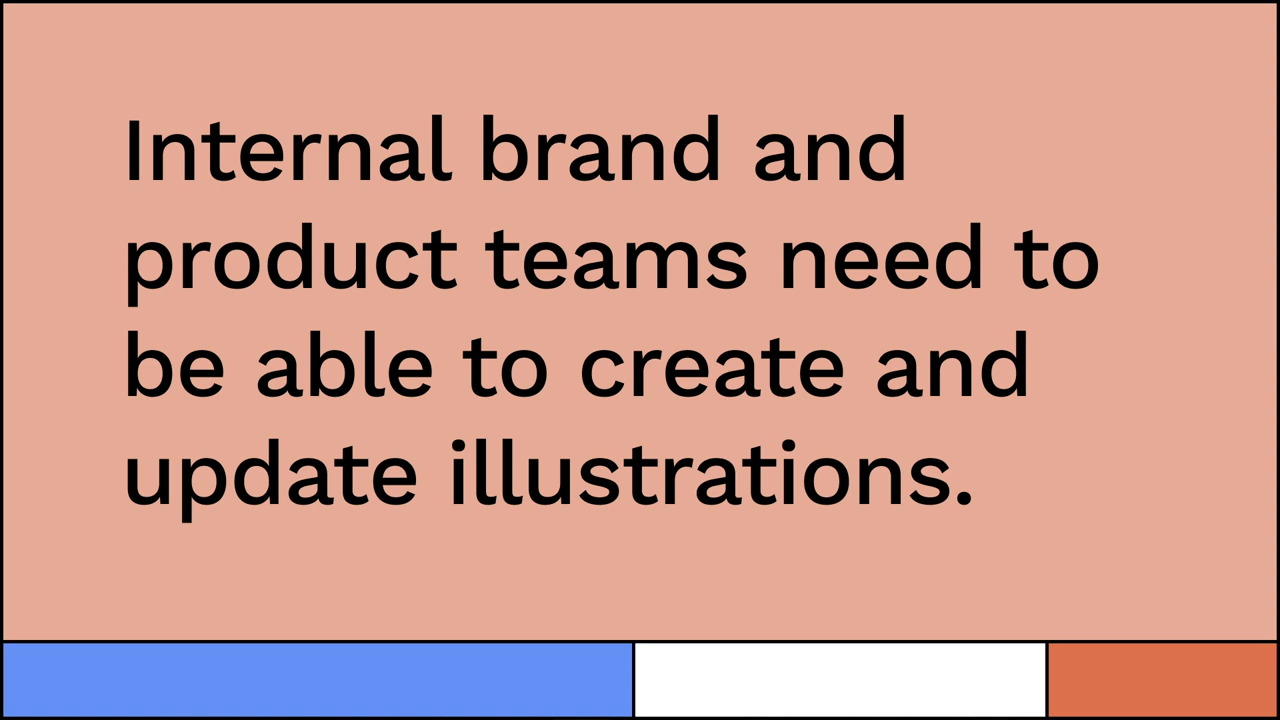 Internal brand and
product teams need to
be able to create and
update illustrations.